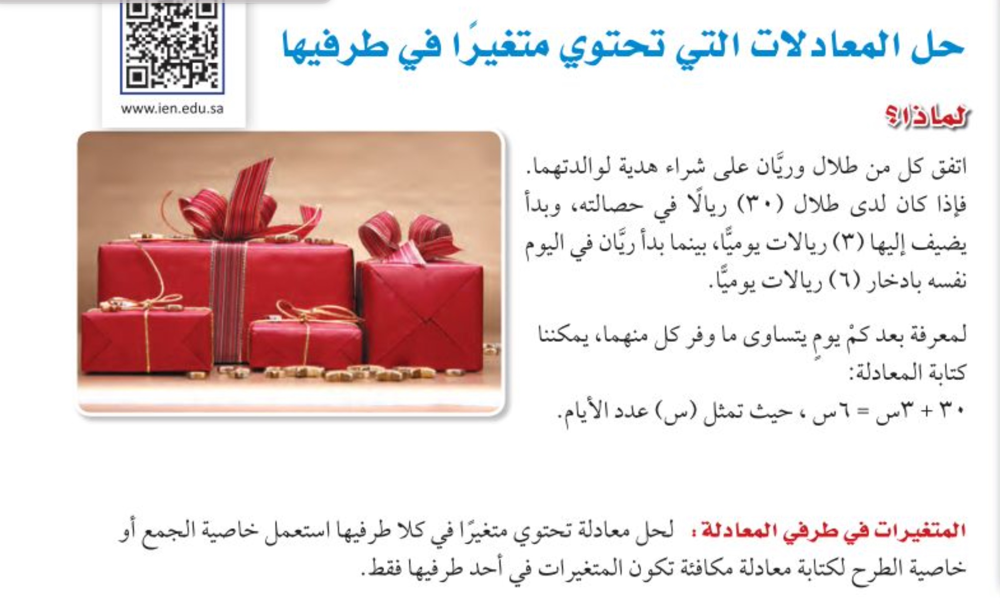 حل المعادلات التي تحتوي متغيرًا في طرفيها
www.ien.edu.sa
لماذا؟
اتفق كل من طلال وريَّان على شراء هدية لوالدتهما.
فإذا كان لدى طلال (٣٠) ريالًا في حصالته، وبدأ
يضيف إليها (٣) ريالات يوميًّا، بينما بدأ ريَّان في اليوم
نفسه بادخار (٦) ريالات يوميًّا.
لمعرفة بعد كمْ يومٍ يتساوى ما وفر كل منهما، يمكننا
كتابة المعادلة:
٣٠ + ٣س = ٦س ، حيث تمثل (س) عدد الأيام.
المتغيرات في طرفي المعادلة : لحل معادلة تحتوي متغيرًا في كلا طرفيها استعمل خاصية الجمع أو
خاصية الطرح لكتابة معادلة مكافئة تكون المتغيرات في أحد طرفيها فقط.